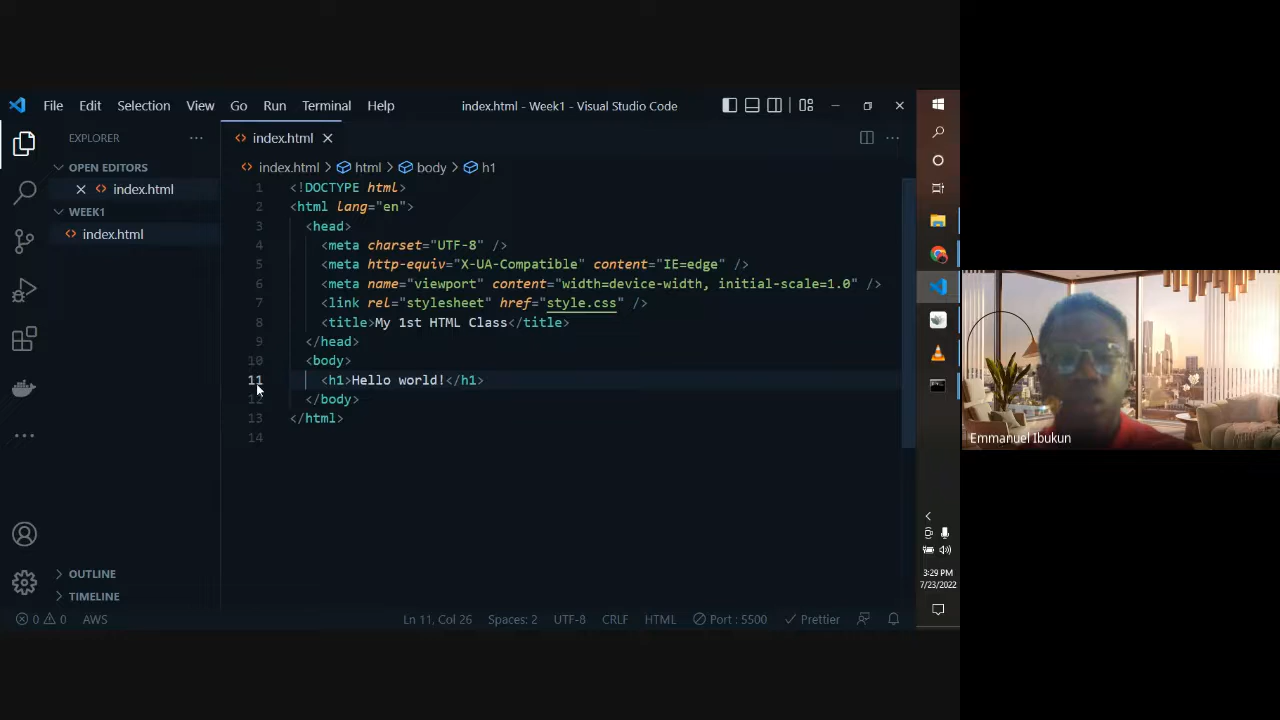 File Edit Selection View Go Run Terminal Help
index.html - Week1 - Visual Studio Code
EXPLORER
OPEN EDITORS
index.html
WEEK1
index.html
OUTLINE
TIMELINE
index.html
index.html > html > body > h1
1 <!DOCTYPE html>
2 <html lang="en">
3 <head>
4 <meta charset="UTF-8" />
5 <meta http-equiv="X-UA-Compatible" content="IE=edge" />
6 <meta name="viewport" content="width=device-width, initial-scale=1.0" />
7 <link rel="stylesheet" href="style.css" />
8 <title>My 1st HTML Class</title>
9 </head>
10 <body>
11 <h1>Hello world!</h1>
12 </body>
13 </html>
14
0 0 AWS Ln 11, Col 26 Spaces: 2 UTF-8 CRLF HTML Port : 5500 Prettier
3:29 PM
7/23/2022
Emmanuel Ibukun